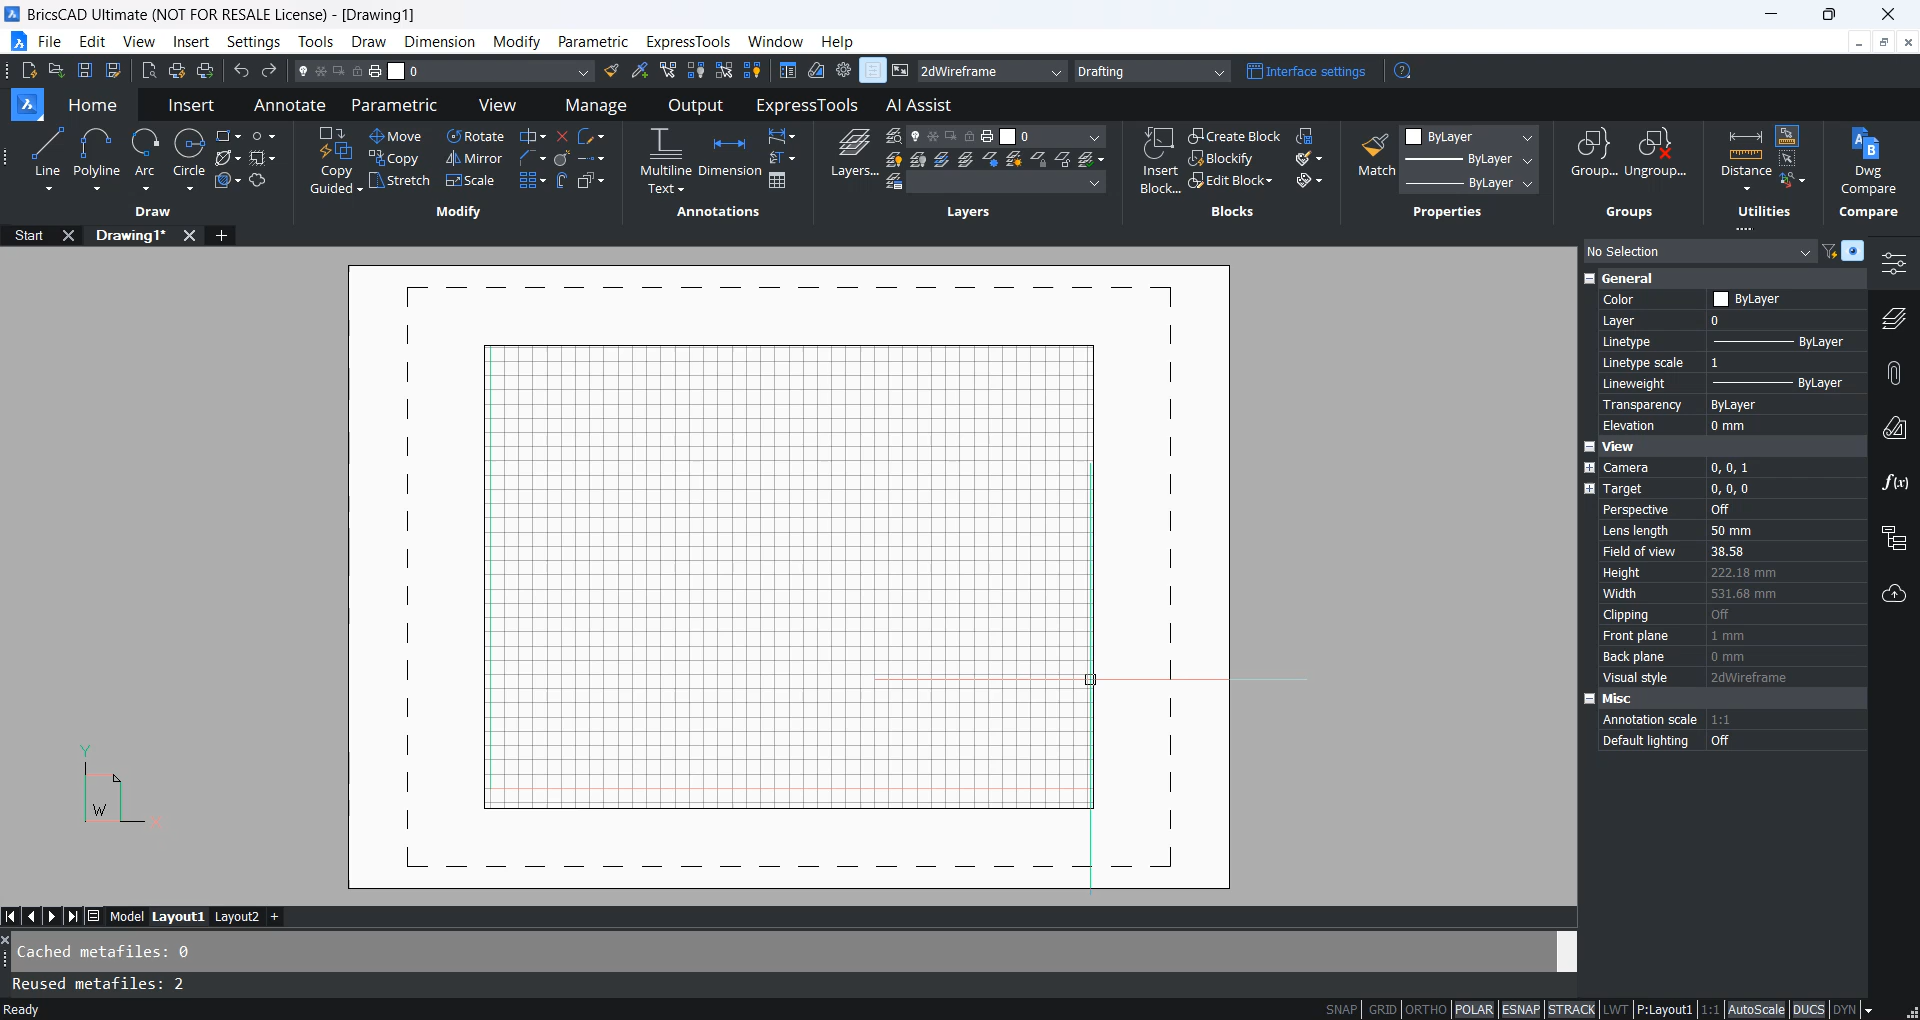 BricsCAD Ultimate (NOT FOR RESALE License) - [Drawing1]
File Edit View Insert Settings Tools Draw Dimension Modify Parametric ExpressTools Window Help
0 2dWireframe Drafting Interface settings
Home Insert Annotate Parametric View Manage Output ExpressTools AI Assist
Line Polyline Arc Circle
Draw
Copy Guided
Move Rotate
Copy Mirror
Stretch Scale
Modify
Multiline Text Dimension
Annotations
Layers... 0
Layers
Insert Block...
Create Block
Blockify
Edit Block
Blocks
Match
ByLayer
ByLayer
ByLayer
Properties
Group... Ungroup...
Groups
Distance
Utilities
A B
Dwg Compare
Compare
Start Drawing1* +
No Selection
General
Color ByLayer
Layer 0
Linetype ByLayer
Linetype scale 1
Lineweight ByLayer
Transparency ByLayer
Elevation 0 mm
View
Camera 0, 0, 1
Target 0, 0, 0
Perspective Off
Lens length 50 mm
Field of view 38.58
Height 222.18 mm
Width 531.68 mm
Clipping Off
Front plane 1 mm
Back plane 0 mm
Visual style 2dWireframe
Misc
Annotation scale 1:1
Default lighting Off
f(x)
Y
W
X
Model Layout1 Layout2 +
Cached metafiles: 0
Reused metafiles: 2
Ready SNAP GRID ORTHO POLAR ESNAP STRACK LWT P:Layout1 1:1 AutoScale DUCS DYN